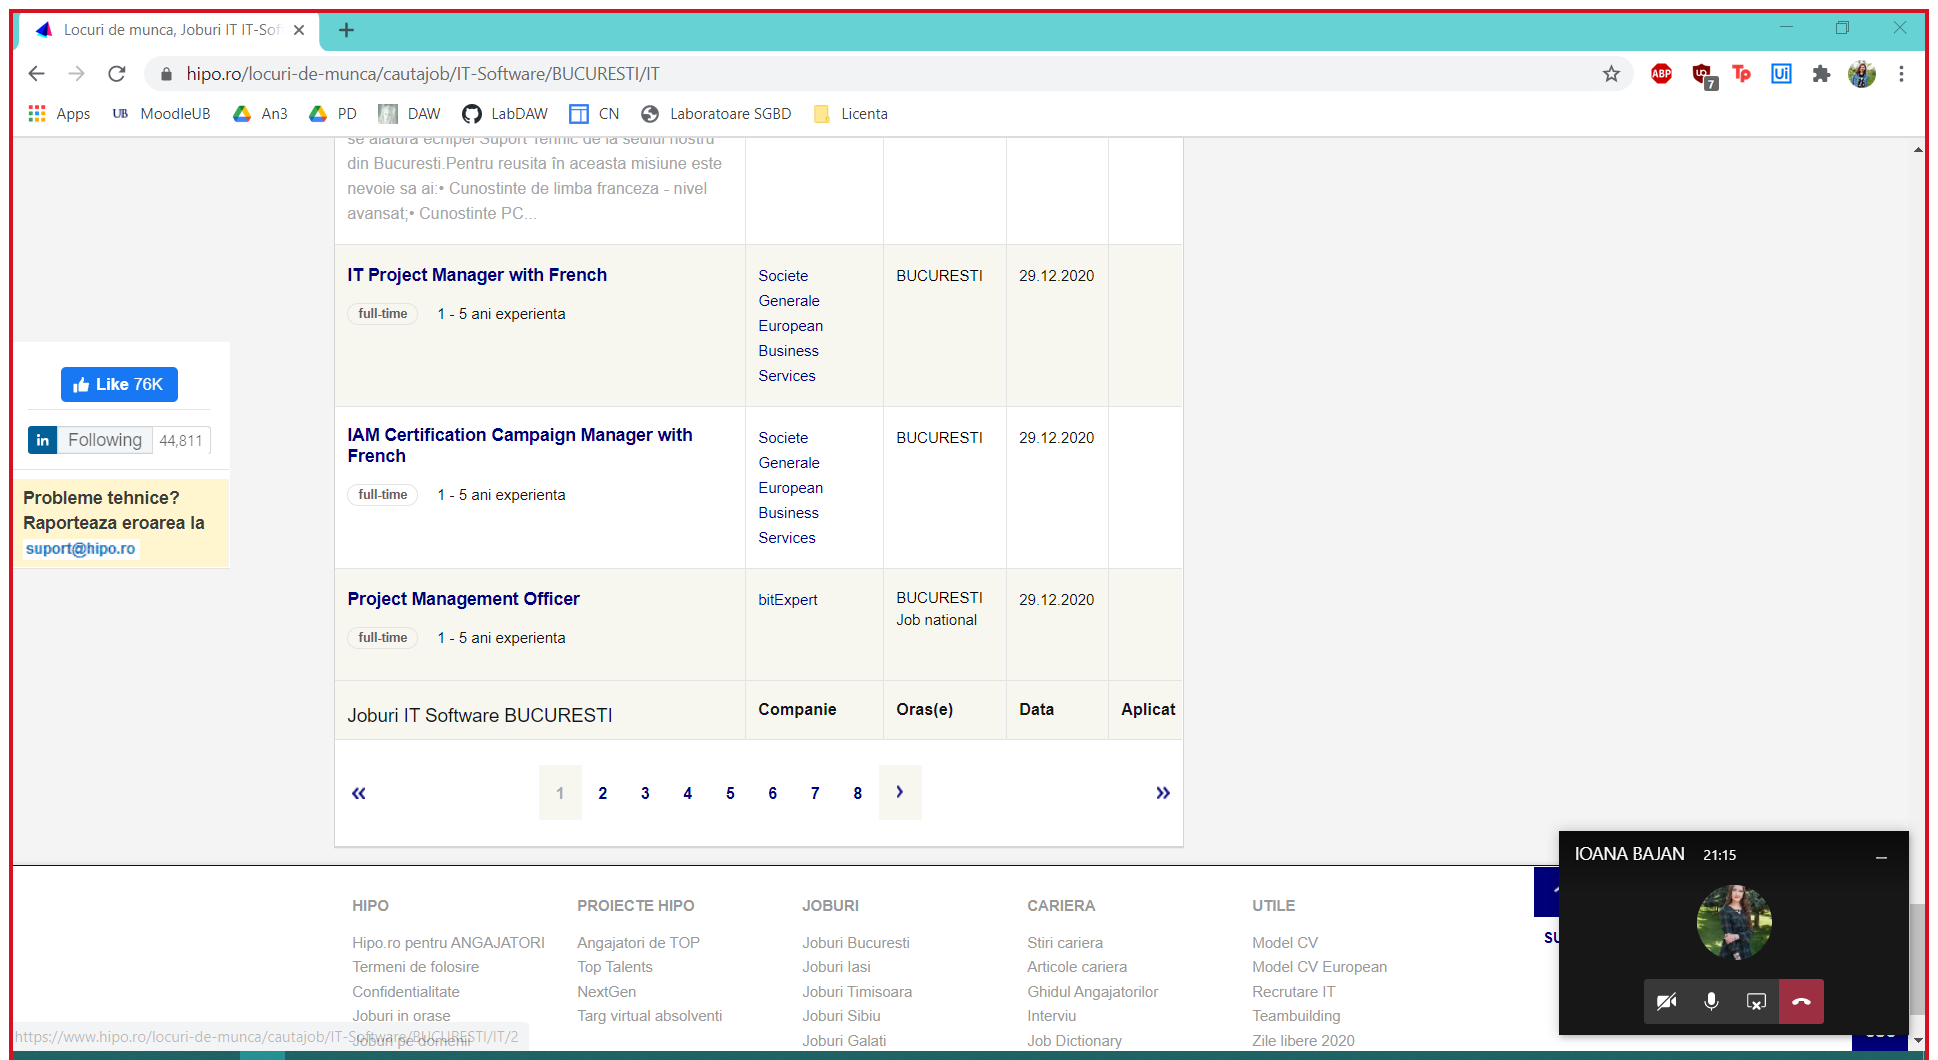 Locuri de munca, Joburi IT IT-Sof
hipo.ro/locuri-de-munca/cautajob/IT-Software/BUCURESTI/IT
ABP
7
Tp
Ui
Apps
UB MoodleUB
An3
PD
DAW
LabDAW
CN
Laboratoare SGBD
Licenta
se alatura echipei Suport Tehnic de la sediul nostru
din Bucuresti.Pentru reusita în aceasta misiune este
nevoie sa ai:• Cunostinte de limba franceza - nivel
avansat;• Cunostinte PC...
IT Project Manager with French
full-time 1 - 5 ani experienta
Societe
Generale
European
Business
Services
BUCURESTI
29.12.2020
IAM Certification Campaign Manager with
French
full-time 1 - 5 ani experienta
Societe
Generale
European
Business
Services
BUCURESTI
29.12.2020
Project Management Officer
full-time 1 - 5 ani experienta
bitExpert
BUCURESTI
Job national
29.12.2020
Joburi IT Software BUCURESTI Companie Oras(e) Data Aplicat
« 1 2 3 4 5 6 7 8 › »
Like 76K
in Following 44,811
Probleme tehnice?
Raporteaza eroarea la
suport@hipo.ro
HIPO
Hipo.ro pentru ANGAJATORI
Termeni de folosire
Confidentialitate
Joburi in orase
Joburi pe domenii
PROIECTE HIPO
Angajatori de TOP
Top Talents
NextGen
Targ virtual absolventi
JOBURI
Joburi Bucuresti
Joburi Iasi
Joburi Timisoara
Joburi Sibiu
Joburi Galati
CARIERA
Stiri cariera
Articole cariera
Ghidul Angajatorilor
Interviu
Job Dictionary
UTILE
Model CV
Model CV European
Recrutare IT
Teambuilding
Zile libere 2020
https://www.hipo.ro/locuri-de-munca/cautajob/IT-Software/BUCURESTI/IT/2
IOANA BAJAN 21:15